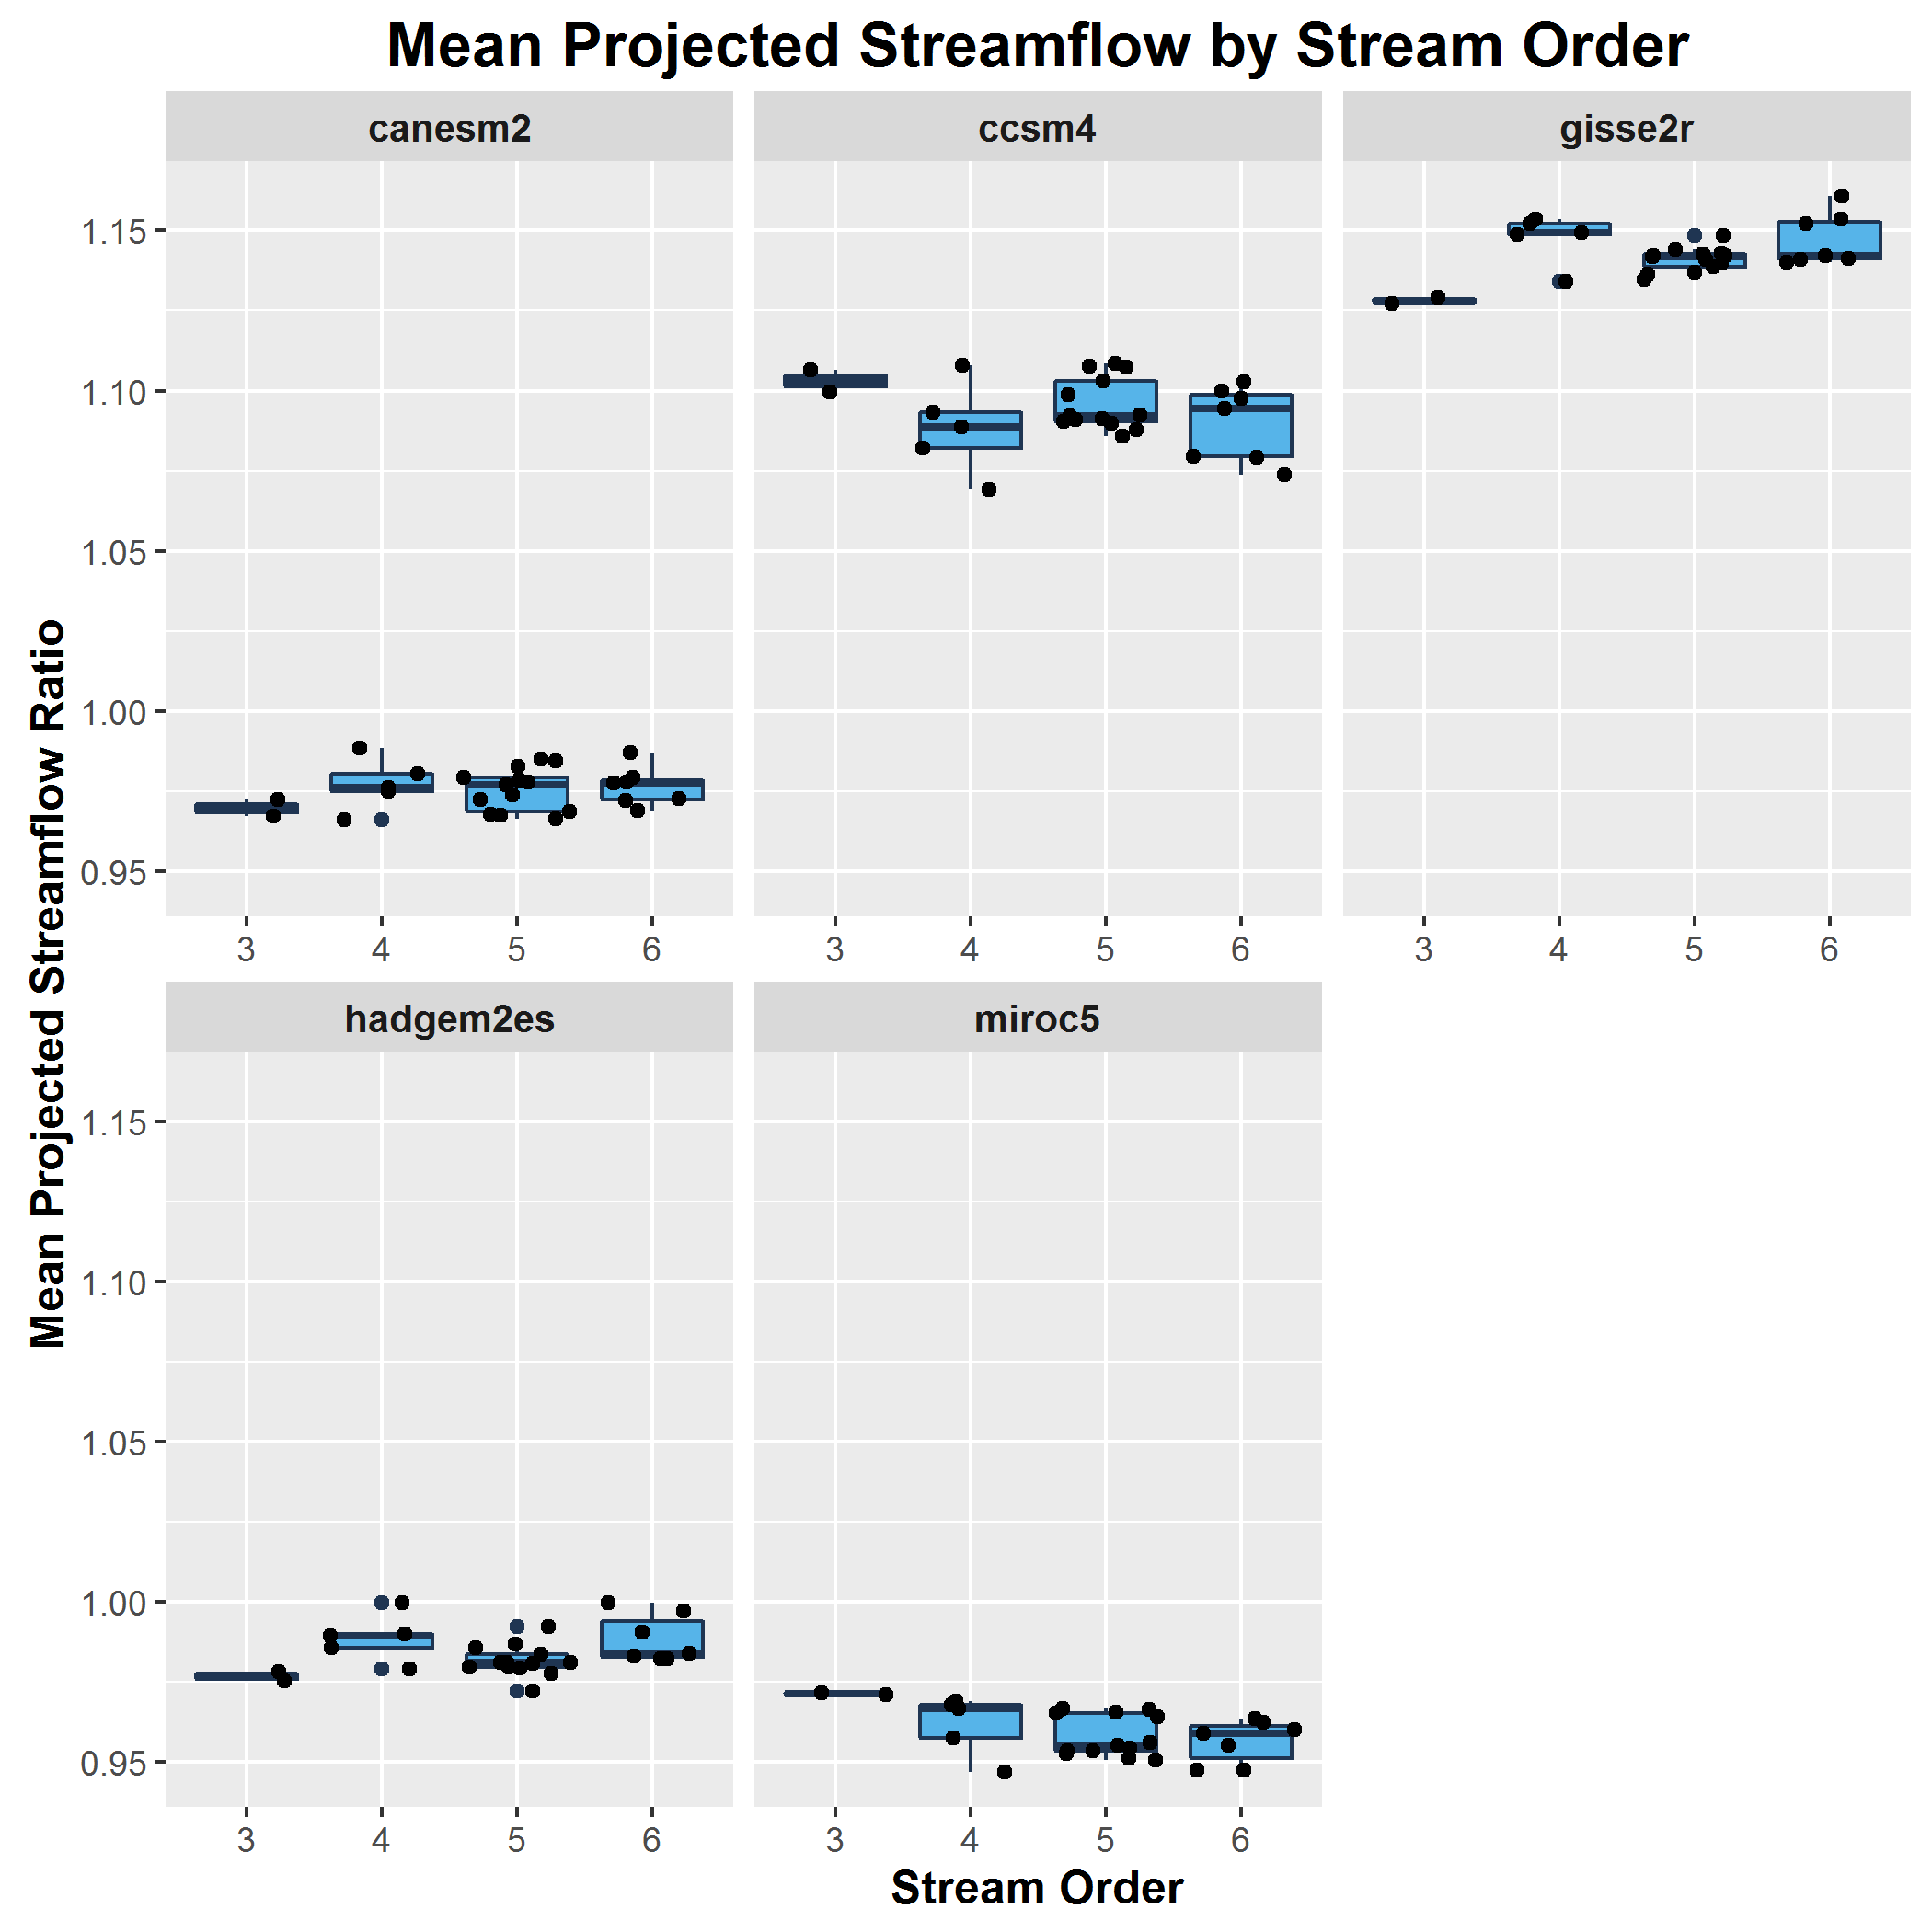 Mean Projected Streamflow by Stream Order
canesm2 ccsm4 gisse2r
Mean Projected Streamflow Ratio
1.15
1.10
1.05
1.00
0.95
3 4 5 6 3 4 5 6 3 4 5 6
hadgem2es miroc5
1.15
1.10
1.05
1.00
0.95
3 4 5 6 3 4 5 6
Stream Order